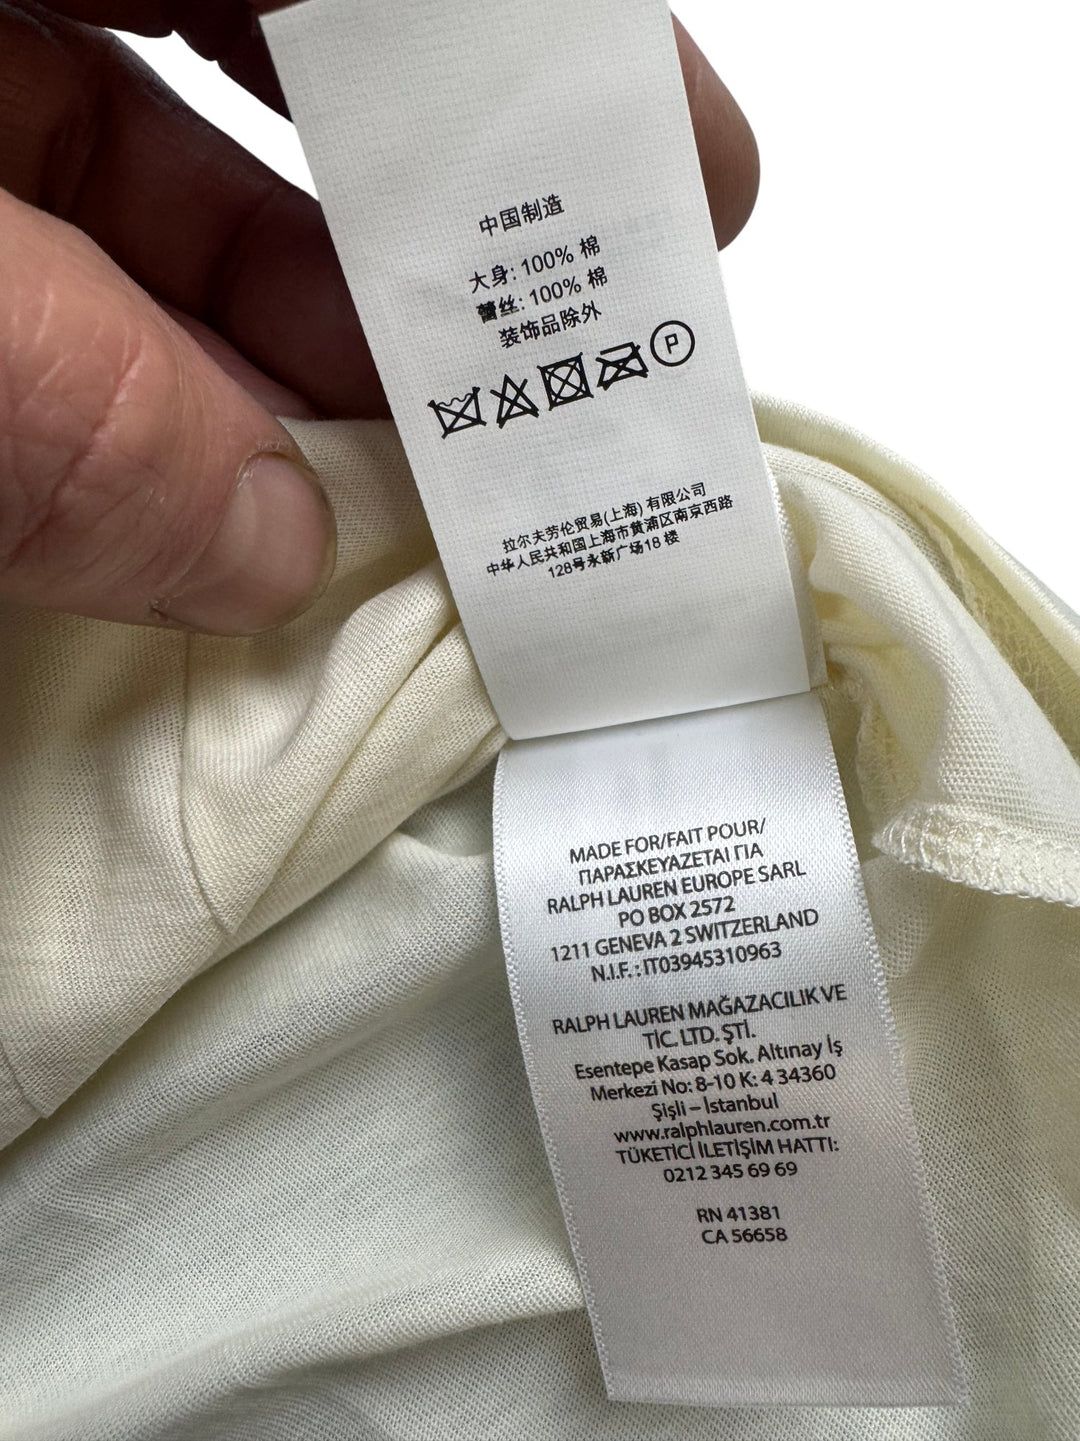 中国制造
大身: 100% 棉
蕾丝: 100% 棉
装饰品除外
P
拉尔夫劳伦贸易(上海) 有限公司
中华人民共和国上海市黄浦区南京西路
128号永新广场18 楼
MADE FOR/FAIT POUR/
ΠΑΡΑΣΚΕΥΑΖΕΤΑΙ ΓΙΑ
RALPH LAUREN EUROPE SARL
PO BOX 2572
1211 GENEVA 2 SWITZERLAND
N.I.F. : IT03945310963
RALPH LAUREN MAĞAZACILIK VE
TİC. LTD. ŞTİ.
Esentepe Kasap Sok. Altınay İş
Merkezi No: 8-10 K: 4 34360
Şişli – İstanbul
www.ralphlauren.com.tr
TÜKETİCİ İLETİŞİM HATTI:
0212 345 69 69
RN 41381
CA 56658